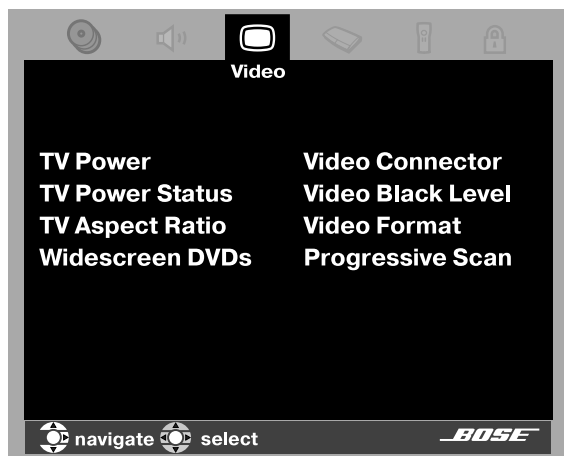 Video
TV Power
TV Power Status
TV Aspect Ratio
Widescreen DVDs
Video Connector
Video Black Level
Video Format
Progressive Scan
navigate select
BOSE